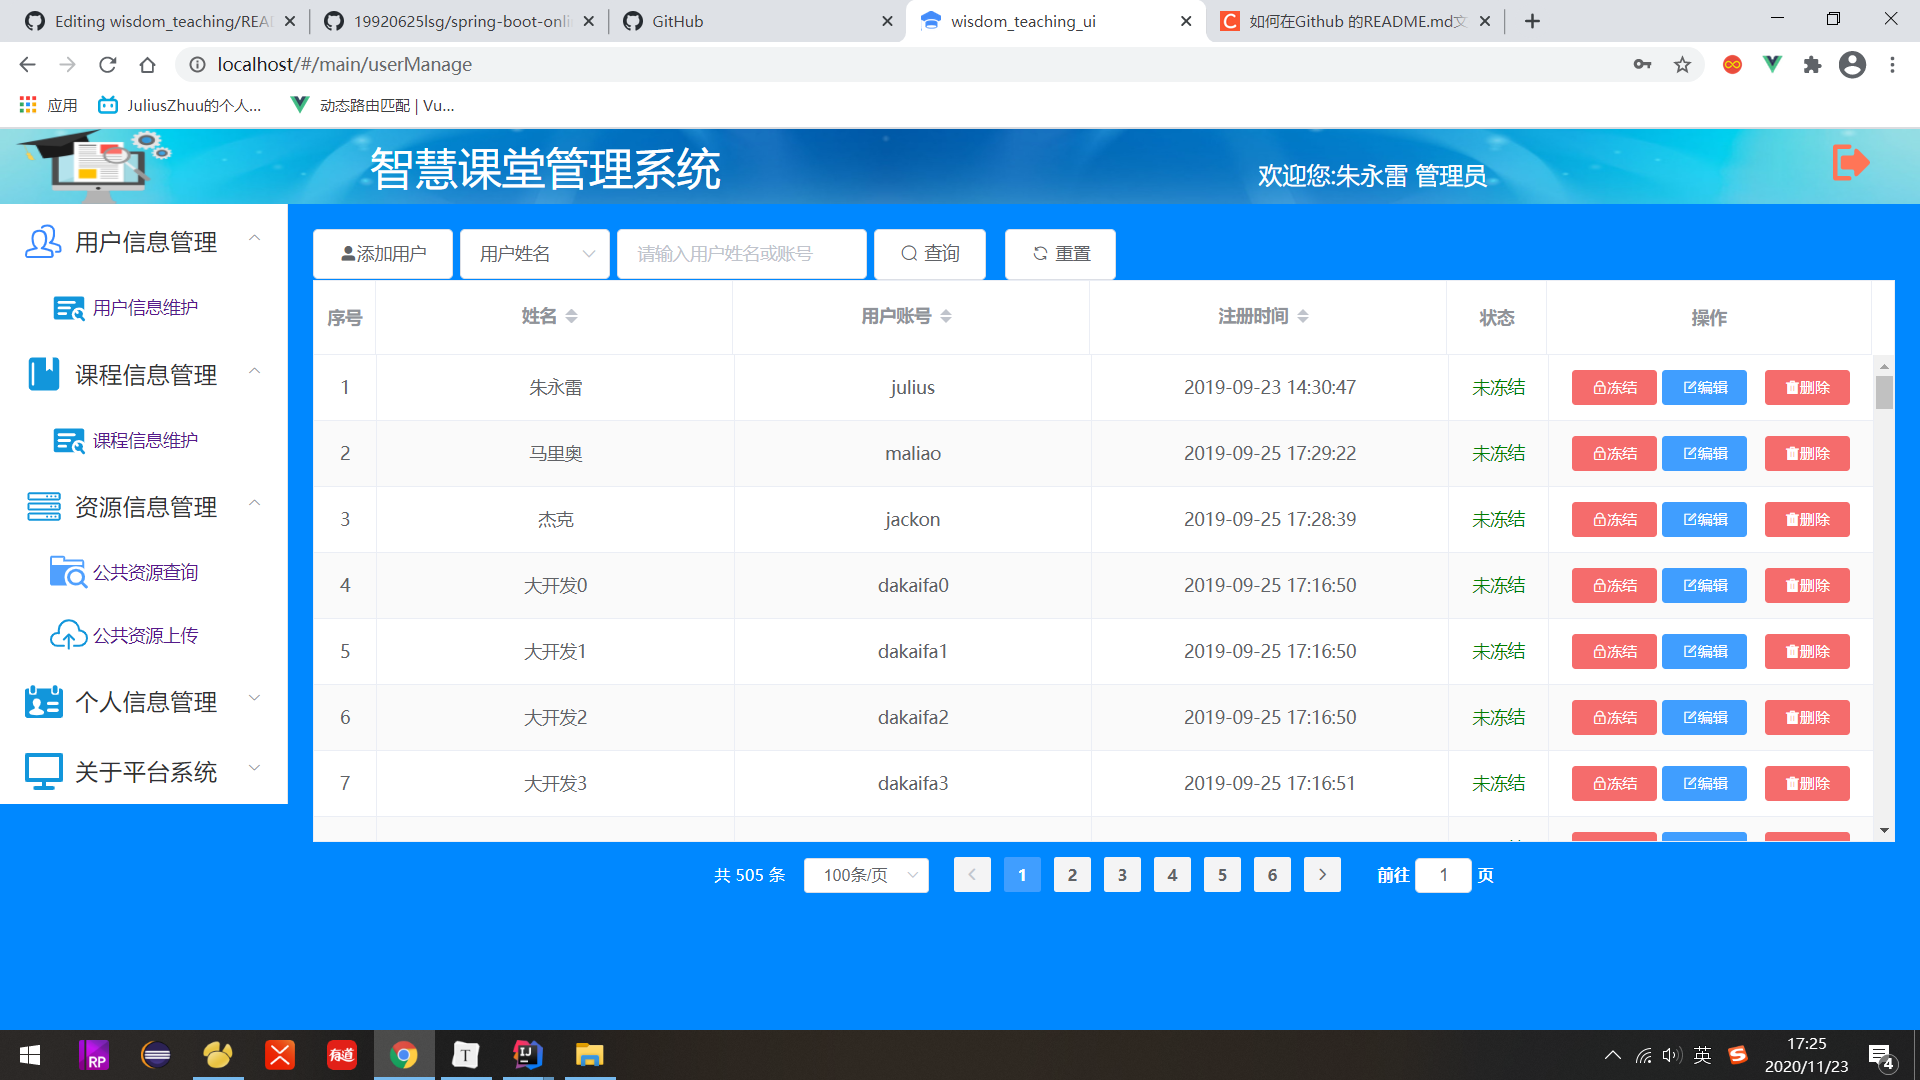 Editing wisdom_teaching/READ
19920625lsg/spring-boot-onli
GitHub
wisdom_teaching_ui
如何在Github 的README.md文
localhost/#/main/userManage
应用
JuliusZhuu的个人...
动态路由匹配 | Vu...
智慧课堂管理系统
欢迎您:朱永雷 管理员
用户信息管理
用户信息维护
课程信息管理
课程信息维护
资源信息管理
公共资源查询
公共资源上传
个人信息管理
关于平台系统
添加用户 用户姓名 请输入用户姓名或账号 查询 重置
序号 姓名 用户账号 注册时间 状态 操作
1 朱永雷 julius 2019-09-23 14:30:47 未冻结 冻结 编辑 删除
2 马里奥 maliao 2019-09-25 17:29:22 未冻结 冻结 编辑 删除
3 杰克 jackon 2019-09-25 17:28:39 未冻结 冻结 编辑 删除
4 大开发0 dakaifa0 2019-09-25 17:16:50 未冻结 冻结 编辑 删除
5 大开发1 dakaifa1 2019-09-25 17:16:50 未冻结 冻结 编辑 删除
6 大开发2 dakaifa2 2019-09-25 17:16:50 未冻结 冻结 编辑 删除
7 大开发3 dakaifa3 2019-09-25 17:16:51 未冻结 冻结 编辑 删除
共 505 条 100条/页 1 2 3 4 5 6 前往 1 页
RP
有道
T
IJ
英
17:25
2020/11/23
4